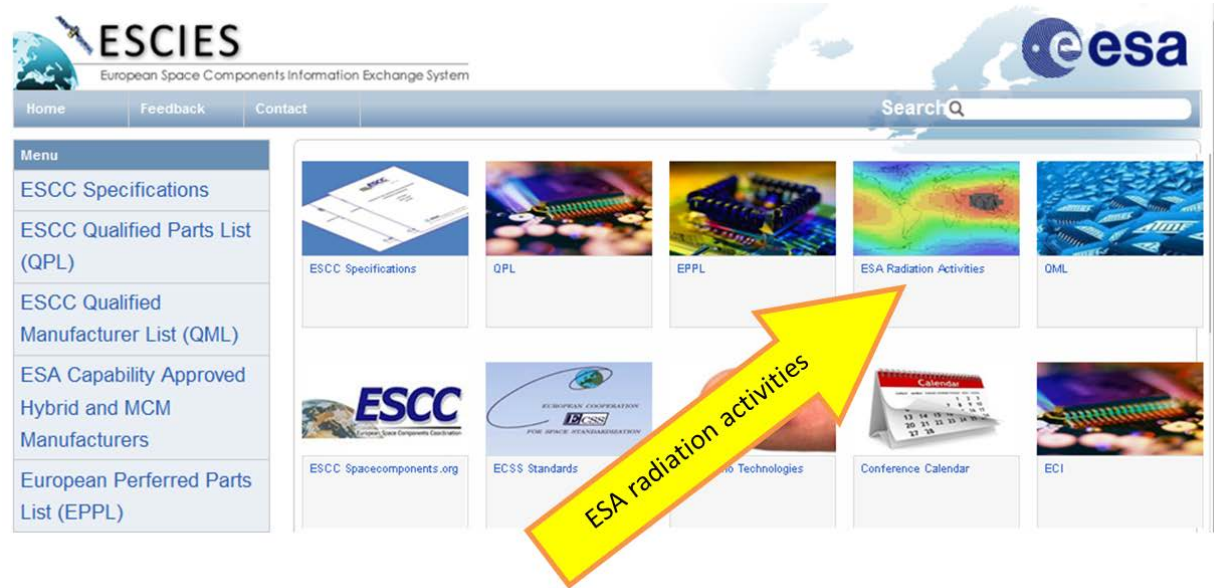 ESCIES
European Space Components Information Exchange System
esa
Home Feedback Contact Search
Menu
ESCC Specifications
ESCC Qualified Parts List
(QPL)
ESCC Qualified
Manufacturer List (QML)
ESA Capability Approved
Hybrid and MCM
Manufacturers
European Perferred Parts
List (EPPL)
ESCC
ESCC Specifications
QPL
EPPL
ESA Radiation Activities
QML
ESCC
European Space Components Coordination
ESCC Spacecomponents.org
EUROPEAN COOPERATION
ECSS
FOR SPACE STANDARDIZATION
ECSS Standards
Technologies
Calendar
Conference Calendar
ECI
ESA radiation activities